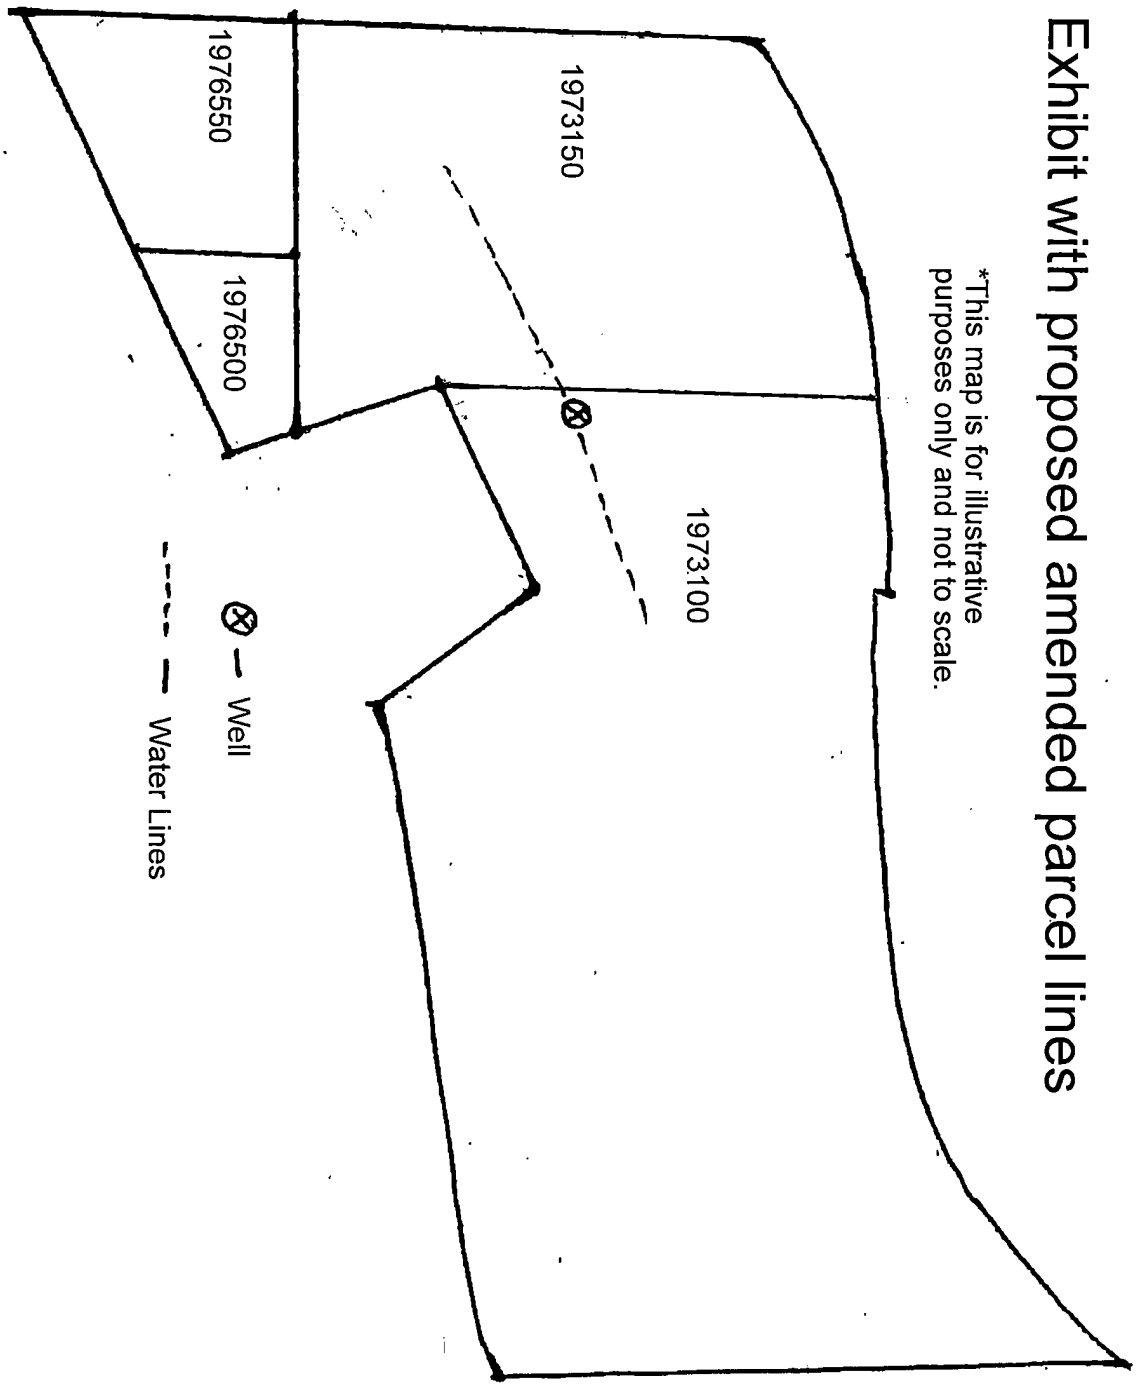 Exhibit with proposed amended parcel lines
*This map is for illustrative
purposes only and not to scale.
1973150
1973100
1976550
1976500
Well
Water Lines